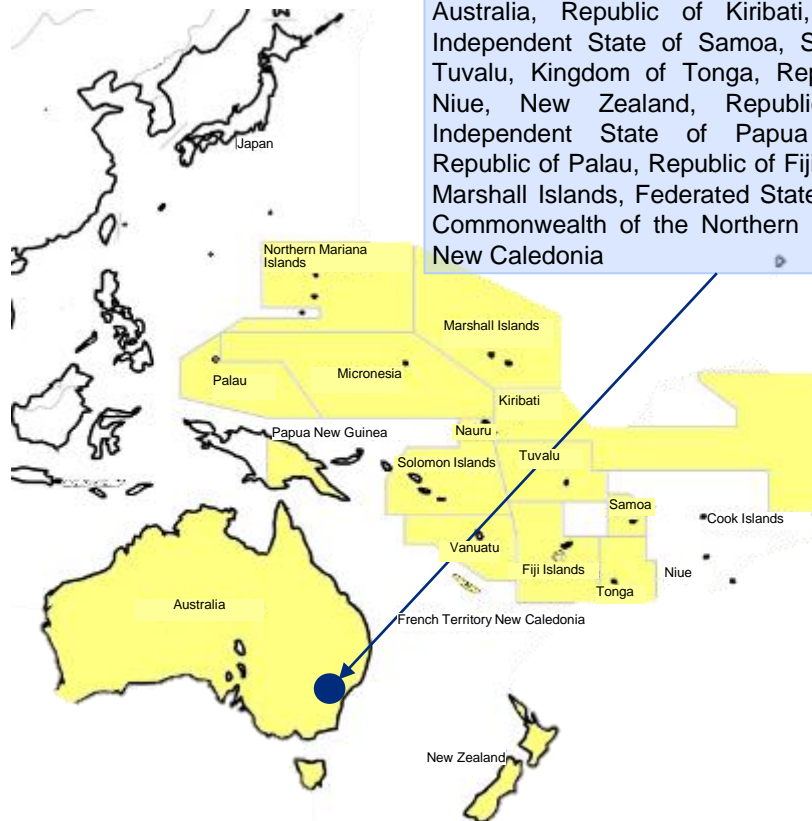 Australia, Republic of Kiribati,
Independent State of Samoa, S
Tuvalu, Kingdom of Tonga, Rep
Niue, New Zealand, Republi
Independent State of Papua
Republic of Palau, Republic of Fiji
Marshall Islands, Federated State
Commonwealth of the Northern
New Caledonia
Japan
Northern Mariana
Islands
Marshall Islands
Micronesia
Palau
Kiribati
Papua New Guinea
Nauru
Solomon Islands
Tuvalu
Samoa
Cook Islands
Vanuatu
Fiji Islands
Niue
Tonga
Australia
French Territory New Caledonia
New Zealand